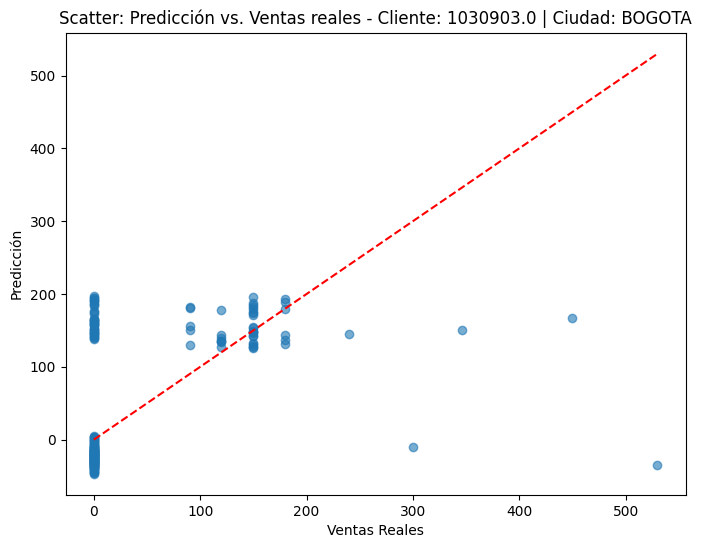 Scatter: Predicción vs. Ventas reales - Cliente: 1030903.0 | Ciudad: BOGOTA
500
400
300
200
100
0
Predicción
0 100 200 300 400 500
Ventas Reales